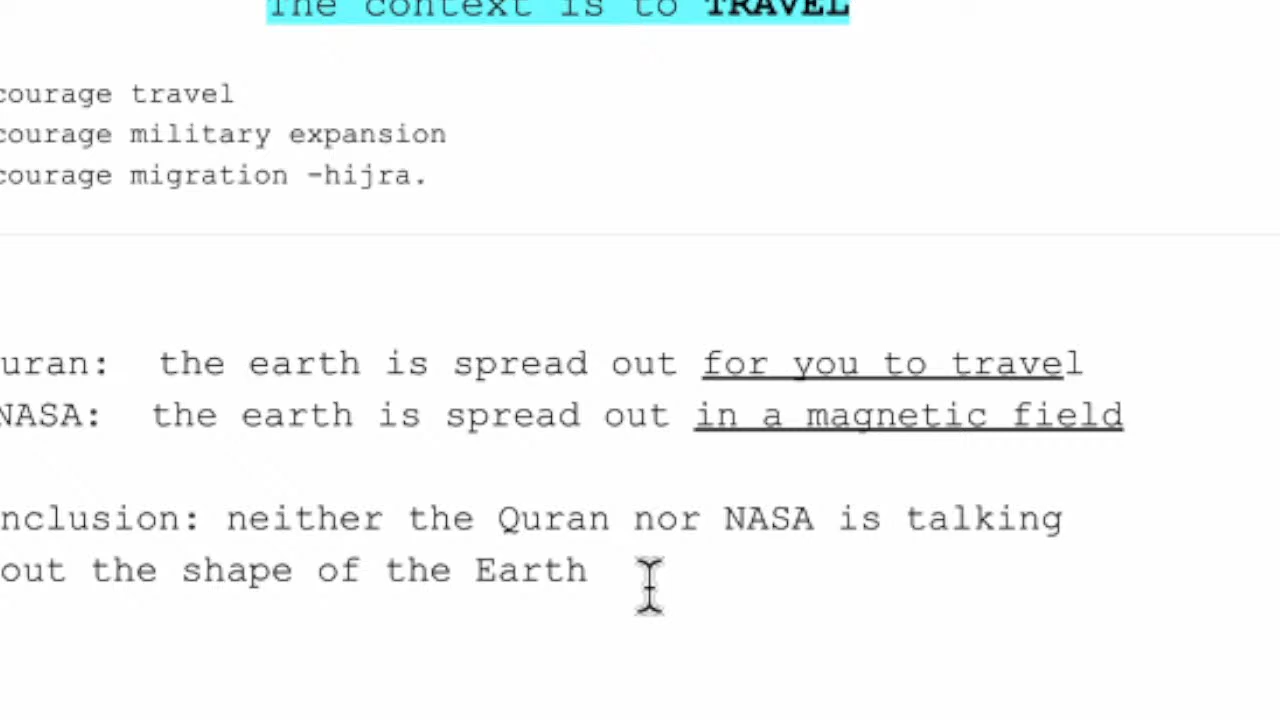 The context is to TRAVEL
courage travel
courage military expansion
courage migration -hijra.
uran: the earth is spread out for you to travel
NASA: the earth is spread out in a magnetic field
nclusion: neither the Quran nor NASA is talking
out the shape of the Earth